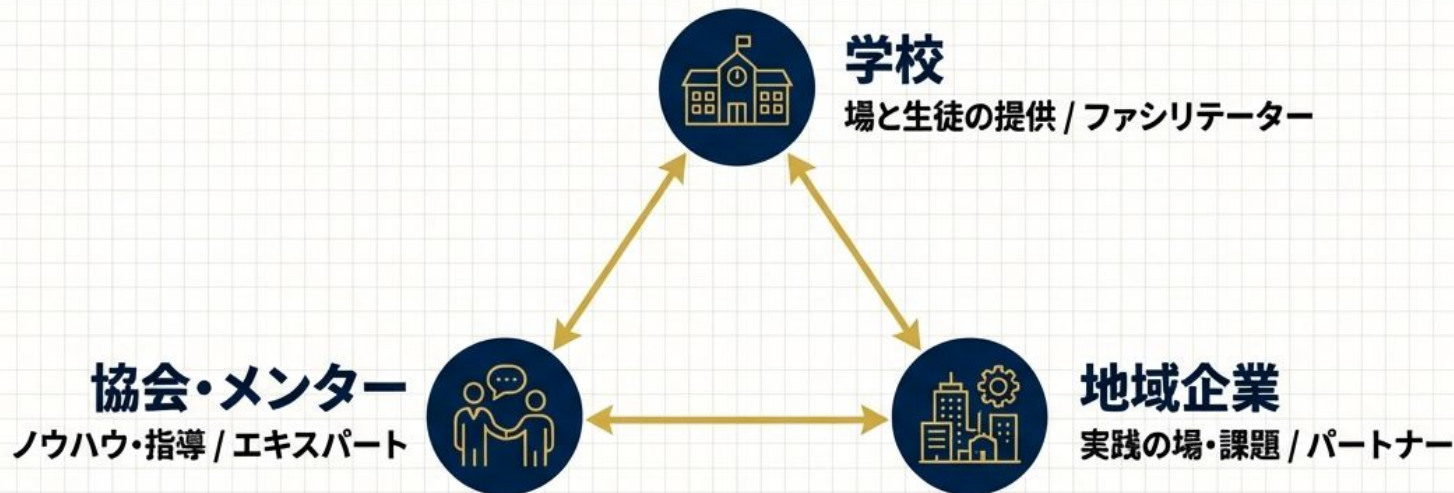 学校
場と生徒の提供 / ファシリテーター
協会・メンター
ノウハウ・指導 / エキスパート
地域企業
実践の場・課題 / パートナー